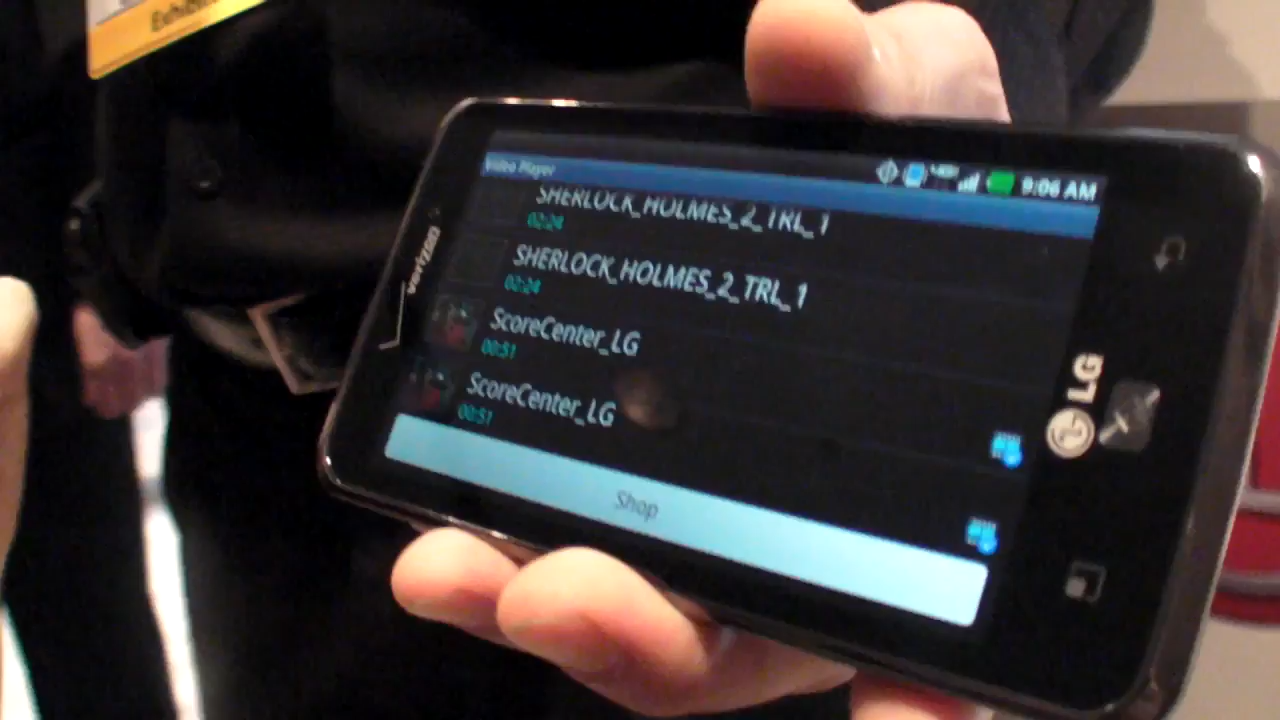 Video Player
9:06 AM
SHERLOCK_HOLMES_2_TRL_1
02:24
SHERLOCK_HOLMES_2_TRL_1
02:24
ScoreCenter_LG
00:51
ScoreCenter_LG
00:51
Shop
verizon
LG